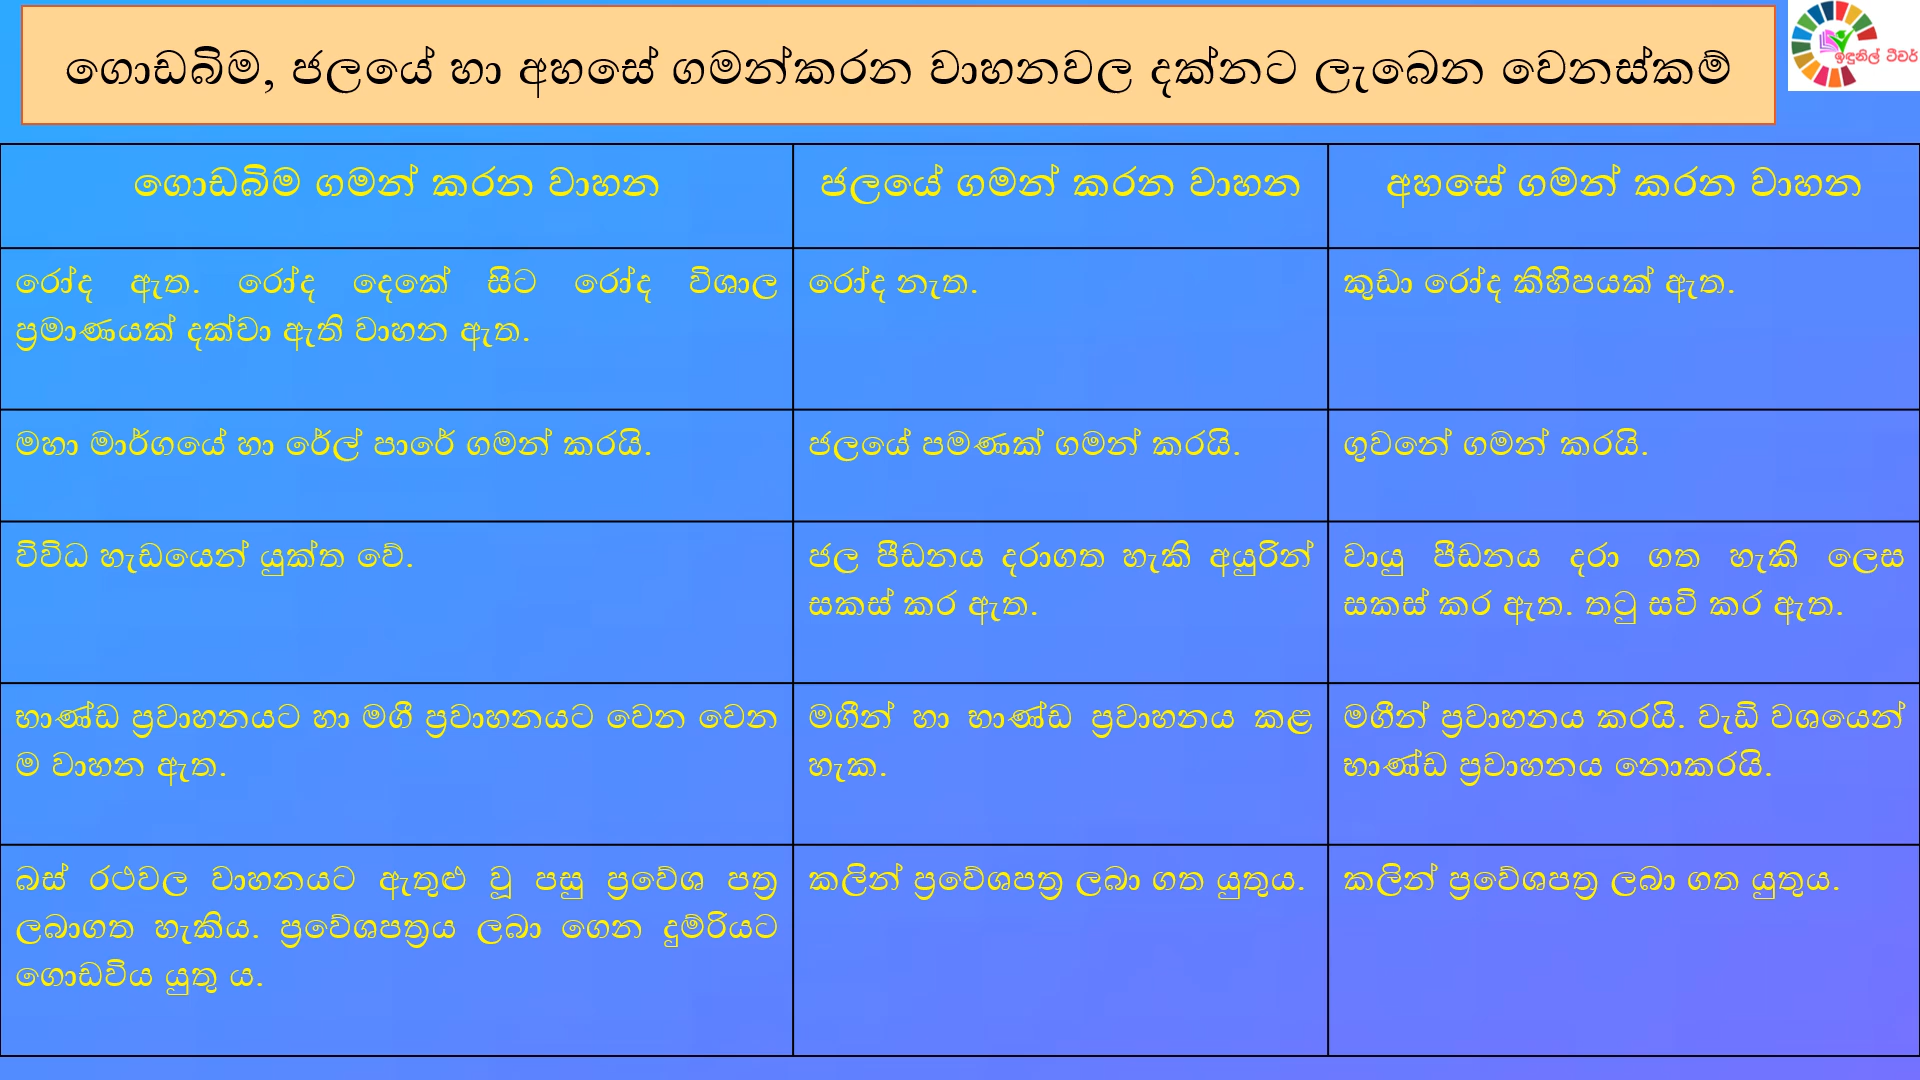 ගොඩබිම, ජලයේ හා අහසේ ගමන්කරන වාහනවල දක්නට ලැබෙන වෙනස්කම්
ඉඳුනිල් ටීචර්
ගොඩබිම ගමන් කරන වාහන
ජලයේ ගමන් කරන වාහන
අහසේ ගමන් කරන වාහන
රෝද ඇත. රෝද දෙකේ සිට රෝද විශාල
ප්‍රමාණයක් දක්වා ඇති වාහන ඇත.
රෝද නැත.
කුඩා රෝද කිහිපයක් ඇත.
මහා මාර්ගයේ හා රේල් පාරේ ගමන් කරයි.
ජලයේ පමණක් ගමන් කරයි.
ගුවනේ ගමන් කරයි.
විවිධ හැඩයෙන් යුක්ත වේ.
ජල පීඩනය දරාගත හැකි අයුරින්
සකස් කර ඇත.
වායු පීඩනය දරා ගත හැකි ලෙස
සකස් කර ඇත. තටු සවි කර ඇත.
භාණ්ඩ ප්‍රවාහනයට හා මගී ප්‍රවාහනයට වෙන වෙන
ම වාහන ඇත.
මගීන් හා භාණ්ඩ ප්‍රවාහනය කළ
හැක.
මගීන් ප්‍රවාහනය කරයි. වැඩි වශයෙන්
භාණ්ඩ ප්‍රවාහනය නොකරයි.
බස් රථවල වාහනයට ඇතුළු වූ පසු ප්‍රවේශ පත්‍ර
ලබාගත හැකිය. ප්‍රවේශපත්‍රය ලබා ගෙන දුම්රියට
ගොඩවිය යුතු ය.
කලින් ප්‍රවේශපත්‍ර ලබා ගත යුතුය.
කලින් ප්‍රවේශපත්‍ර ලබා ගත යුතුය.